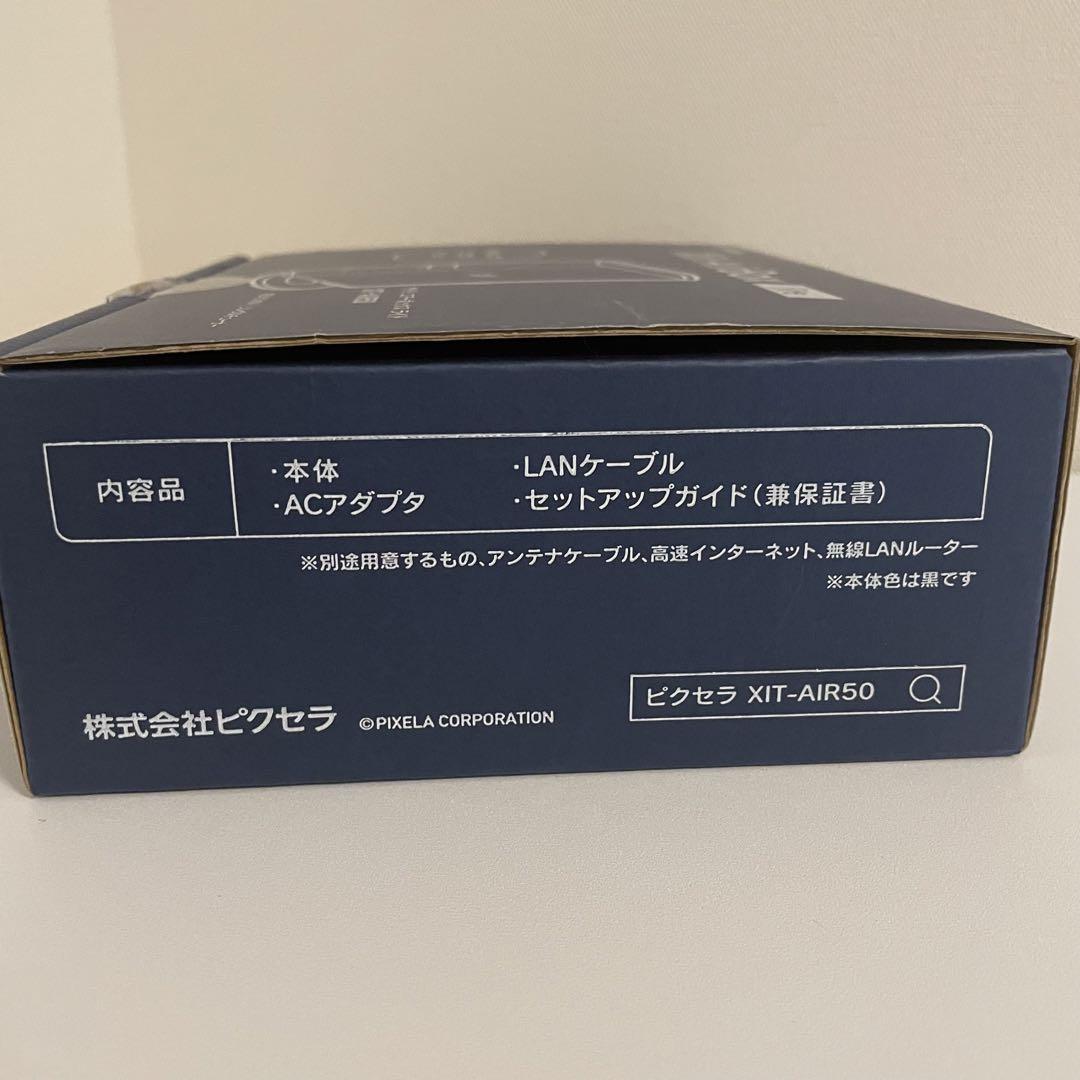 内容品
・本体
・ACアダプタ
・LANケーブル
・セットアップガイド(兼保証書)
※別途用意するもの、アンテナケーブル、高速インターネット、無線LANルーター
※本体色は黒です
株式会社ピクセラ ©PIXELA CORPORATION
ピクセラ XIT-AIR50